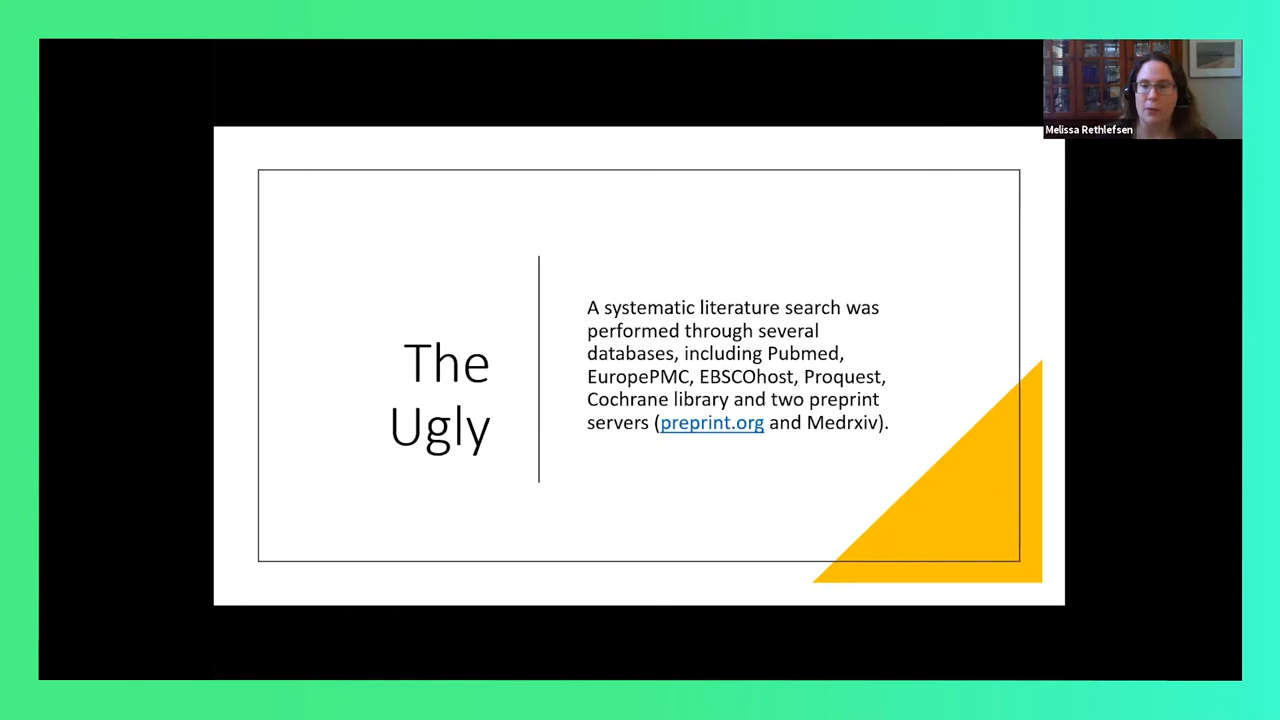 Melissa Rethlefsen
The
Ugly
A systematic literature search was
performed through several
databases, including Pubmed,
EuropePMC, EBSCOhost, Proquest,
Cochrane library and two preprint
servers (preprint.org and Medrxiv).